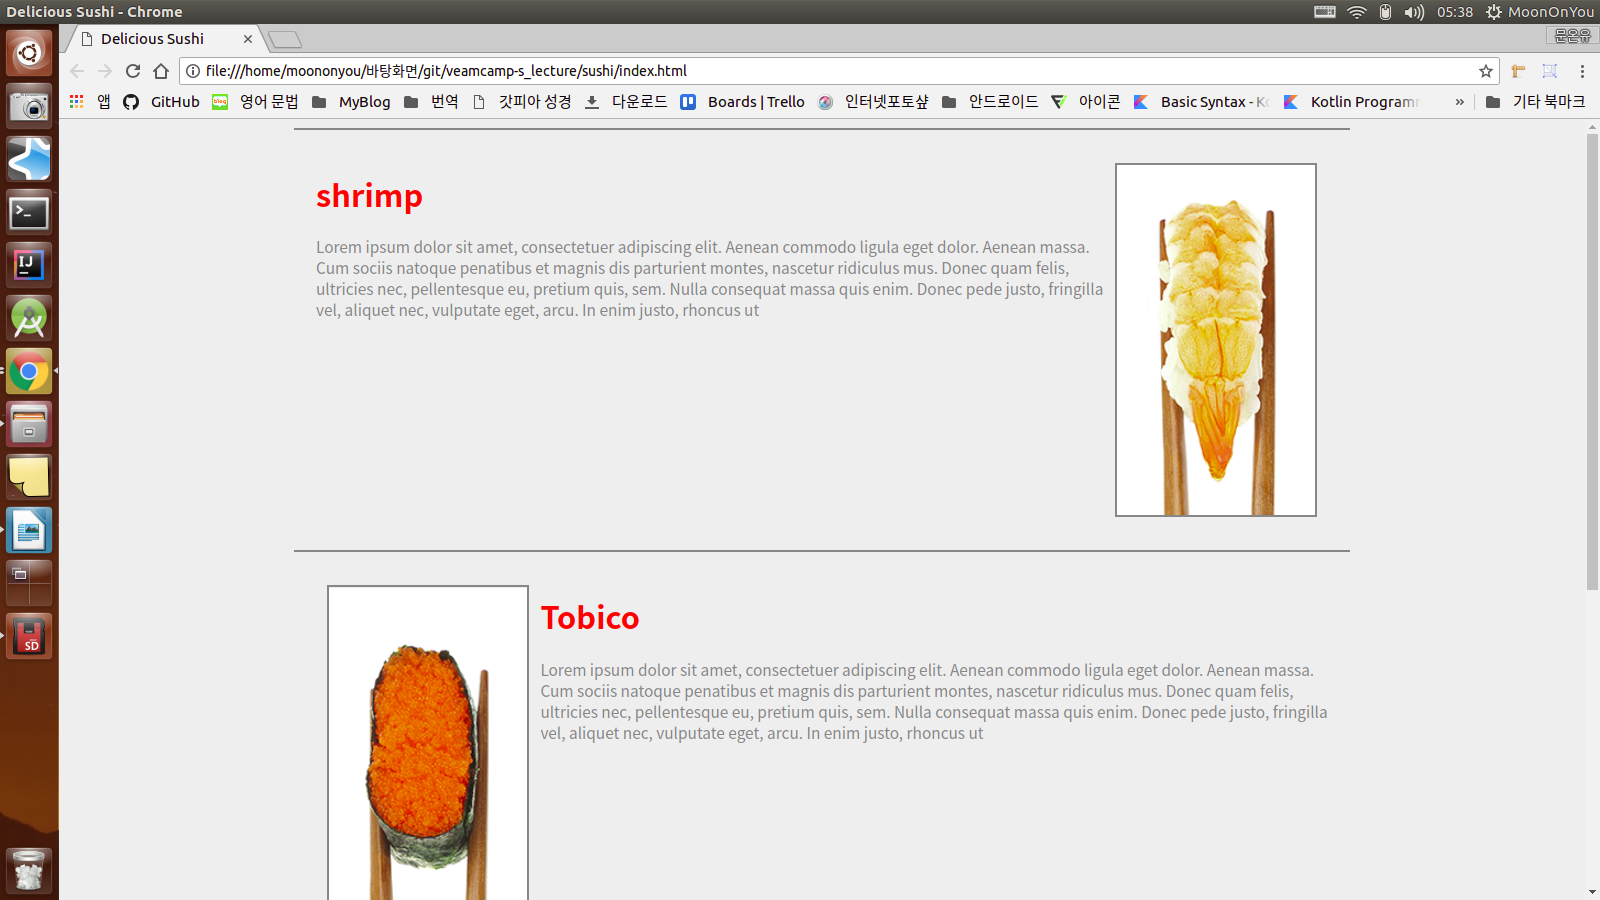 Delicious Sushi - Chrome
05:38
MoonOnYou
Delicious Sushi
문은유
file:///home/moononyou/바탕화면/git/veamcamp-s_lecture/sushi/index.html
앱
GitHub
blog
영어 문법
MyBlog
번역
갓피아 성경
다운로드
Boards | Trello
인터넷포토샵
안드로이드
아이콘
Basic Syntax - Ko
Kotlin Programm
»
기타 북마크
shrimp
Lorem ipsum dolor sit amet, consectetuer adipiscing elit. Aenean commodo ligula eget dolor. Aenean massa.
Cum sociis natoque penatibus et magnis dis parturient montes, nascetur ridiculus mus. Donec quam felis,
ultricies nec, pellentesque eu, pretium quis, sem. Nulla consequat massa quis enim. Donec pede justo, fringilla
vel, aliquet nec, vulputate eget, arcu. In enim justo, rhoncus ut
Tobico
Lorem ipsum dolor sit amet, consectetuer adipiscing elit. Aenean commodo ligula eget dolor. Aenean massa.
Cum sociis natoque penatibus et magnis dis parturient montes, nascetur ridiculus mus. Donec quam felis,
ultricies nec, pellentesque eu, pretium quis, sem. Nulla consequat massa quis enim. Donec pede justo, fringilla
vel, aliquet nec, vulputate eget, arcu. In enim justo, rhoncus ut
IJ
SD